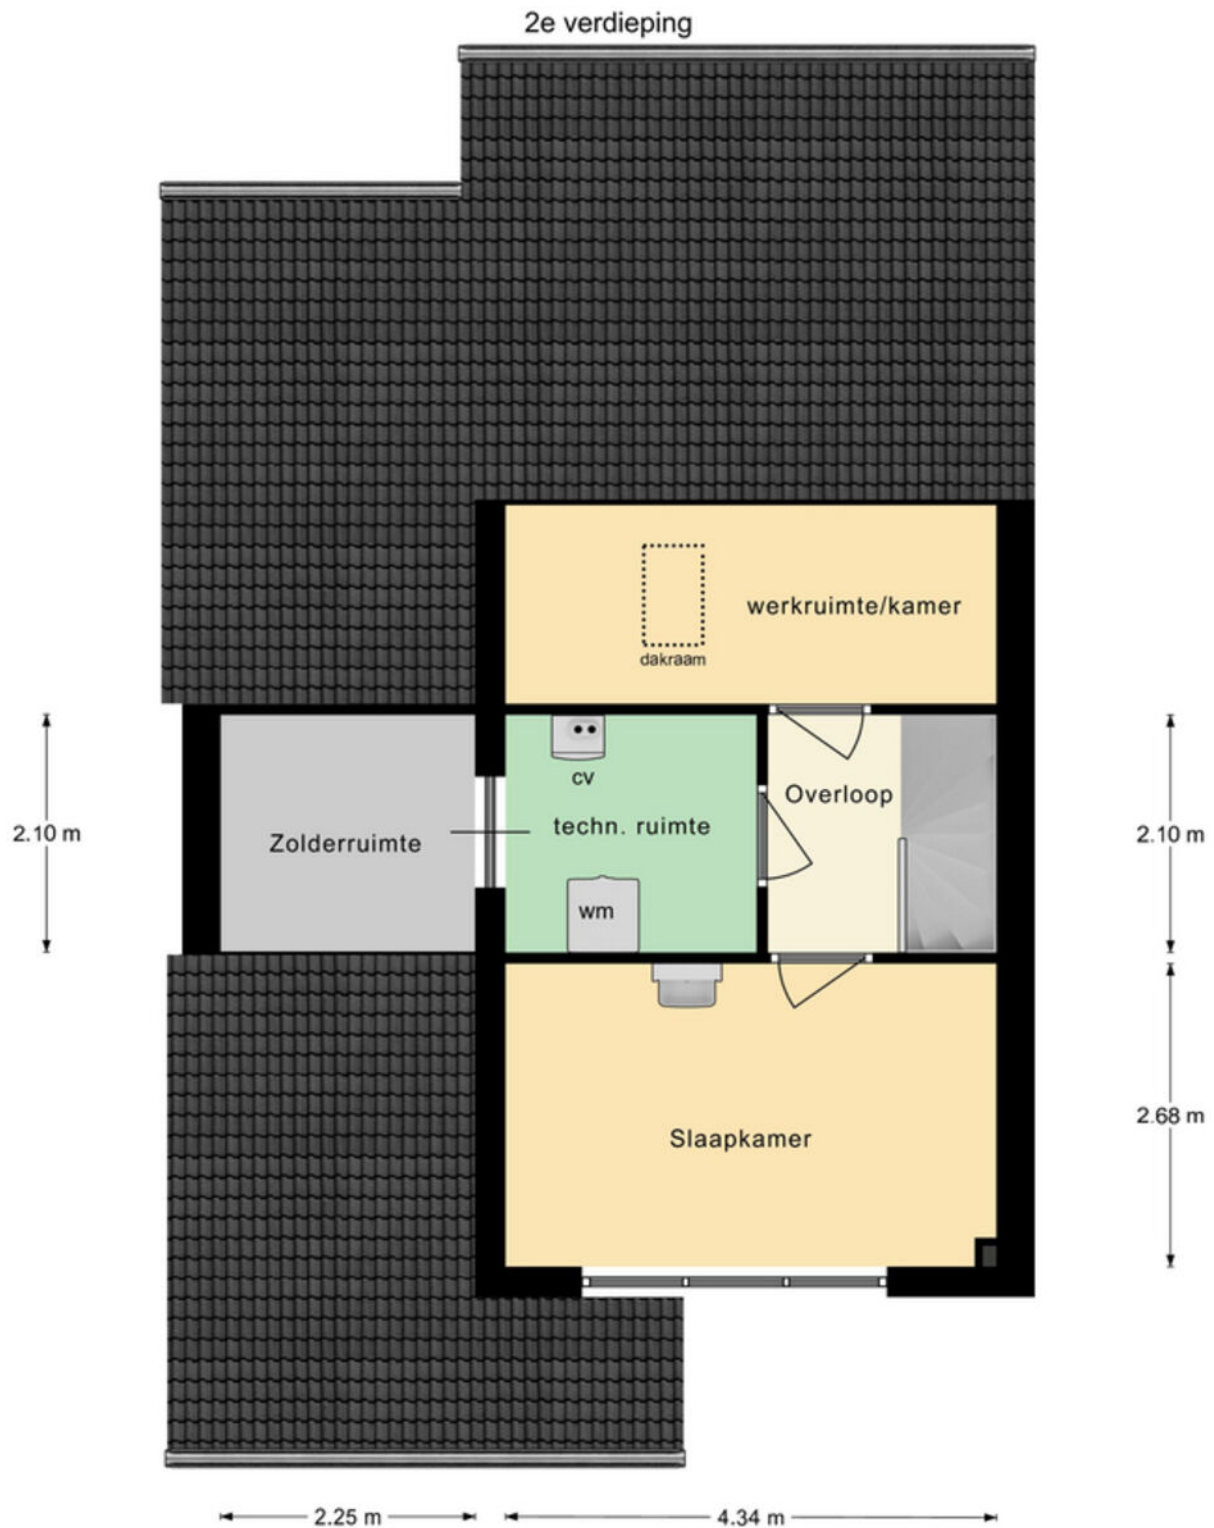 2e verdieping
werkruimte/kamer
dakraam
cv
Overloop
techn. ruimte
Zolderruimte
wm
2.10 m
2.10 m
Slaapkamer
2.68 m
2.25 m
4.34 m